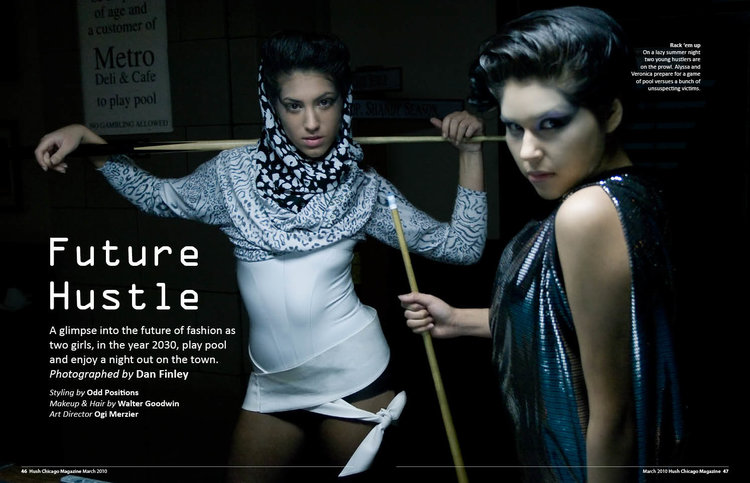 of age and
a customer of
Metro
Deli & Cafe
to play pool
NO GAMBLING ALLOWED
SHANDY SEASON
Rack 'em up
On a lazy summer night
two young hustlers are
on the prowl. Alyssa and
Veronica prepare for a game
of pool versues a bunch of
unsuspecting victims.
Future
Hustle
A glimpse into the future of fashion as
two girls, in the year 2030, play pool
and enjoy a night out on the town.
Photographed by Dan Finley
Styling by Odd Positions
Makeup & Hair by Walter Goodwin
Art Director Ogi Merzier
46 Hush Chicago Magazine March 2010
March 2010 Hush Chicago Magazine 47